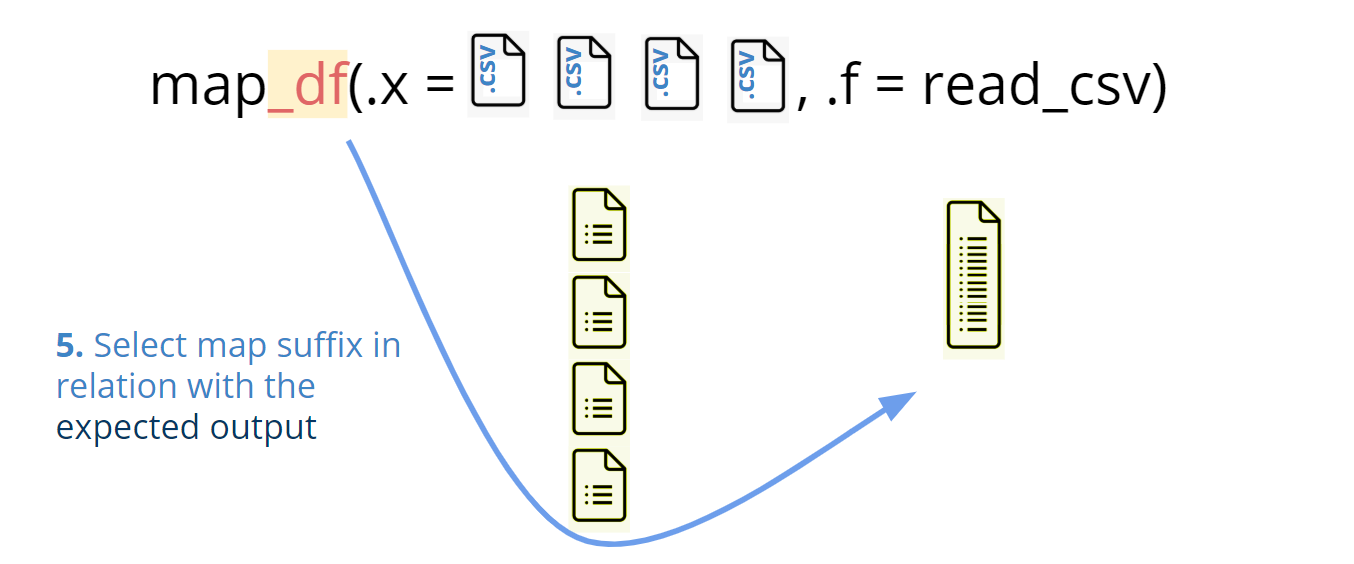 map_df(.x = .csv .csv .csv .csv , .f = read_csv)
5. Select map suffix in
relation with the
expected output